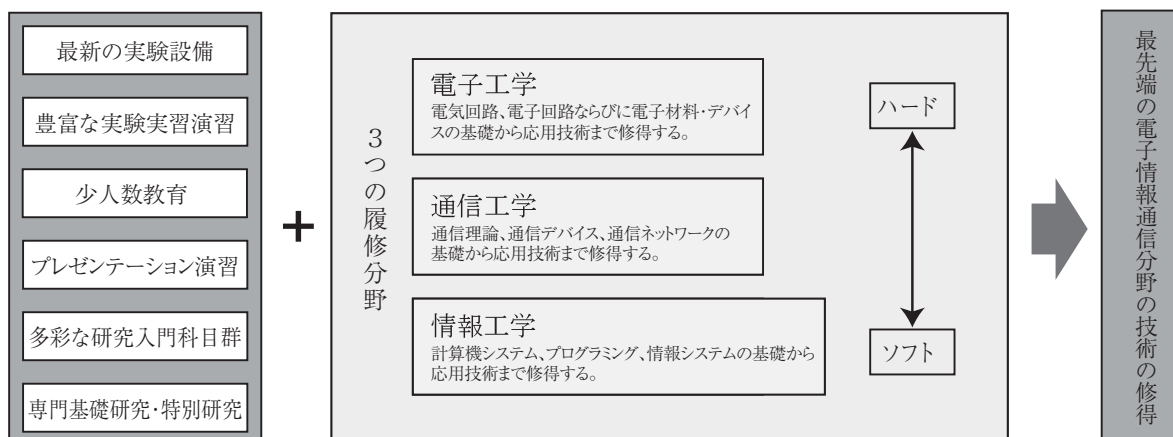 最新の実験設備
豊富な実験実習演習
少人数教育
プレゼンテーション演習
多彩な研究入門科目群
専門基礎研究・特別研究
+
3つの履修分野
電子工学
電気回路、電子回路ならびに電子材料・デバイ
スの基礎から応用技術まで修得する。
通信工学
通信理論、通信デバイス、通信ネットワークの
基礎から応用技術まで修得する。
情報工学
計算機システム、プログラミング、情報システムの基礎から
応用技術まで修得する。
ハード
ソフト
最先端の電子情報通信分野の技術の修得